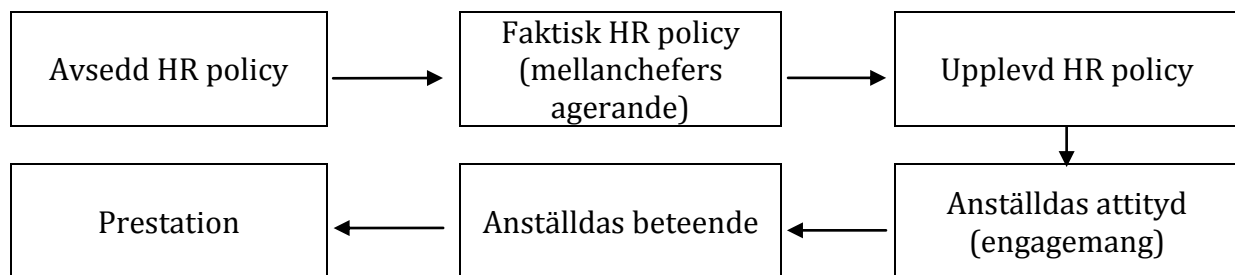 Avsedd HR policy
Faktisk HR policy
(mellanchefers
agerande)
Upplevd HR policy
Prestation
Anställdas beteende
Anställdas attityd
(engagemang)